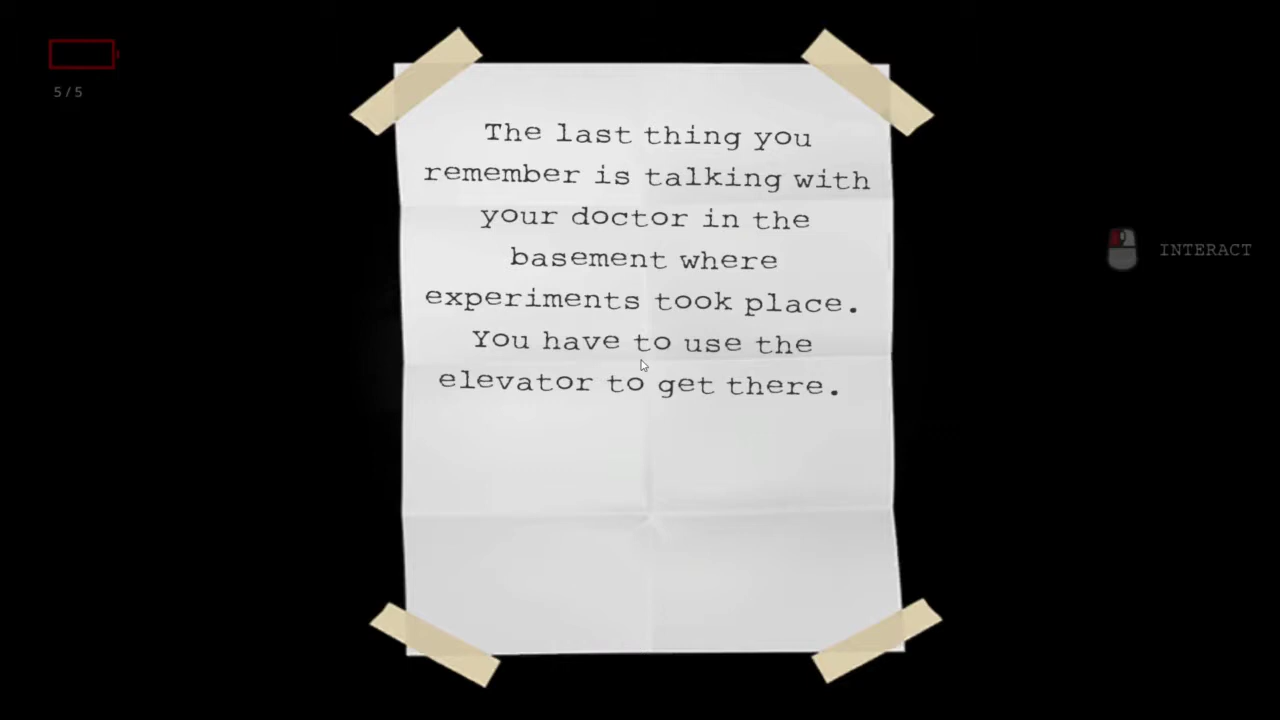 5 / 5
The last thing you
remember is talking with
your doctor in the
basement where
experiments took place.
You have to use the
elevator to get there.
INTERACT